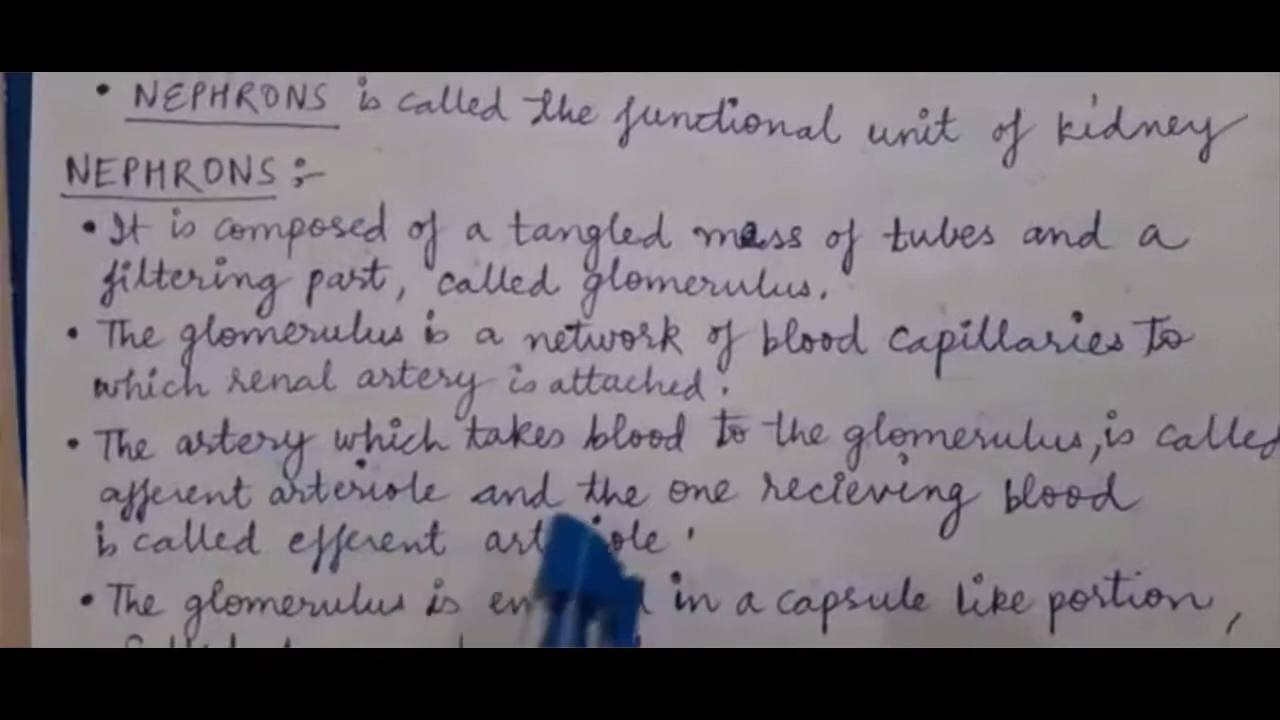 • NEPHRONS is called the functional unit of kidney
NEPHRONS :-
• It is composed of a tangled mass of tubes and a
filtering part, called glomerulus.
• The glomerulus is a network of blood capillaries to
which renal artery is attached.
• The artery which takes blood to the glomerulus, is called
afferent arteriole and the one recieving blood
is called efferent
• The glomerulus is in a capsule like portion,